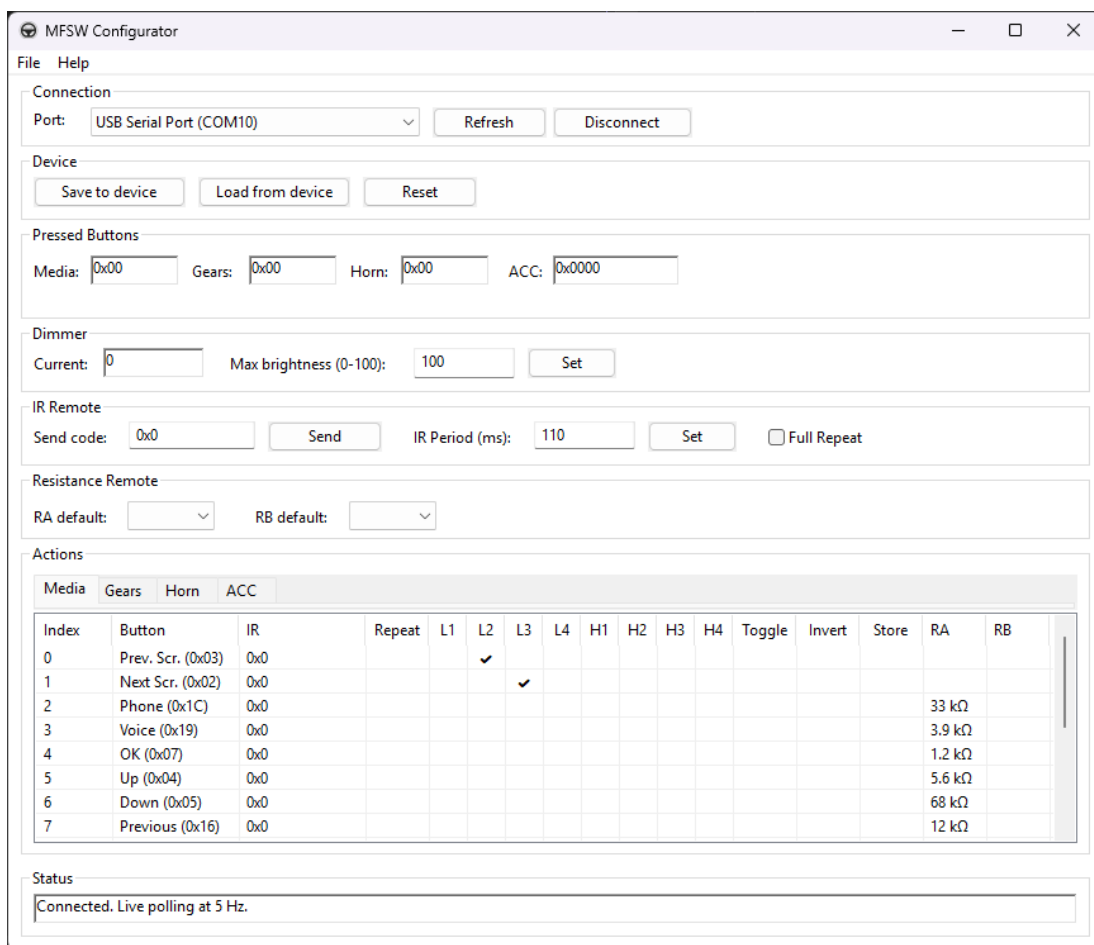 MFSW Configurator
File Help
Connection
Port: USB Serial Port (COM10) Refresh Disconnect
Device
Save to device Load from device Reset
Pressed Buttons
Media: 0x00 Gears: 0x00 Horn: 0x00 ACC: 0x0000
Dimmer
Current: 0 Max brightness (0-100): 100 Set
IR Remote
Send code: 0x0 Send IR Period (ms): 110 Set Full Repeat
Resistance Remote
RA default: RB default:
Actions
Media Gears Horn ACC
Index Button IR Repeat L1 L2 L3 L4 H1 H2 H3 H4 Toggle Invert Store RA RB
0 Prev. Scr. (0x03) 0x0 ✓
1 Next Scr. (0x02) 0x0 ✓
2 Phone (0x1C) 0x0 33 kΩ
3 Voice (0x19) 0x0 3.9 kΩ
4 OK (0x07) 0x0 1.2 kΩ
5 Up (0x04) 0x0 5.6 kΩ
6 Down (0x05) 0x0 68 kΩ
7 Previous (0x16) 0x0 12 kΩ
Status
Connected. Live polling at 5 Hz.